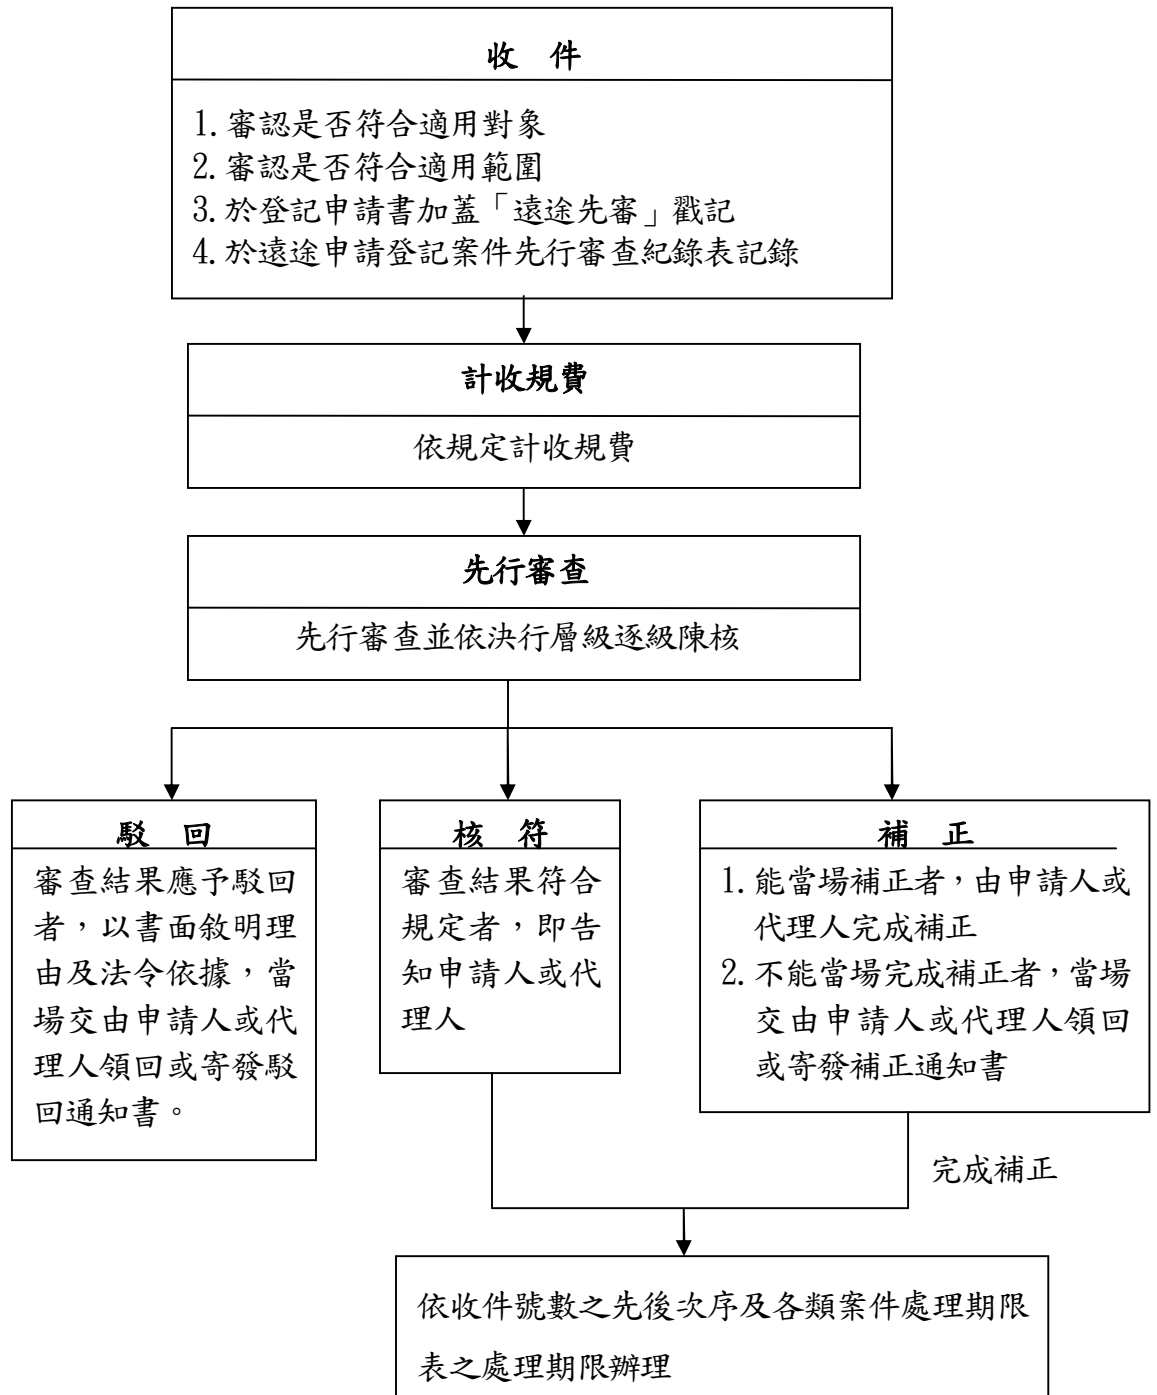 收 件
1. 審認是否符合適用對象
2. 審認是否符合適用範圍
3. 於登記申請書加蓋「遠途先審」戳記
4. 於遠途申請登記案件先行審查紀錄表記錄
計收規費
依規定計收規費
先行審查
先行審查並依決行層級逐級陳核
駁 回
審查結果應予駁回
者，以書面敘明理
由及法令依據，當
場交由申請人或代
理人領回或寄發駁
回通知書。
核 符
審查結果符合
規定者，即告
知申請人或代
理人
補 正
1. 能當場補正者，由申請人或
代理人完成補正
2. 不能當場完成補正者，當場
交由申請人或代理人領回
或寄發補正通知書
完成補正
依收件號數之先後次序及各類案件處理期限
表之處理期限辦理